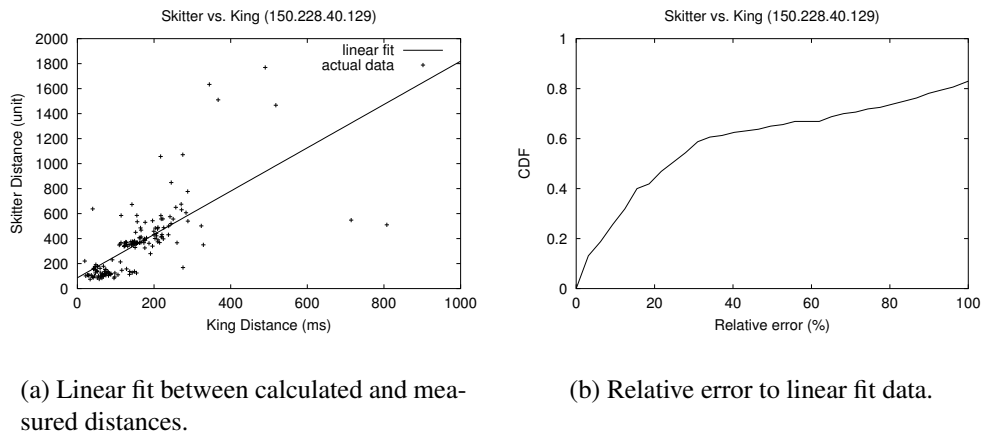 Skitter vs. King (150.228.40.129)
2000
1800
1600
1400
1200
1000
800
600
400
200
0
Skitter Distance (unit)
linear fit
actual data
0 200 400 600 800 1000
King Distance (ms)
(a) Linear fit between calculated and mea-
sured distances.
Skitter vs. King (150.228.40.129)
1
0.8
0.6
0.4
0.2
0
CDF
0 20 40 60 80 100
Relative error (%)
(b) Relative error to linear fit data.